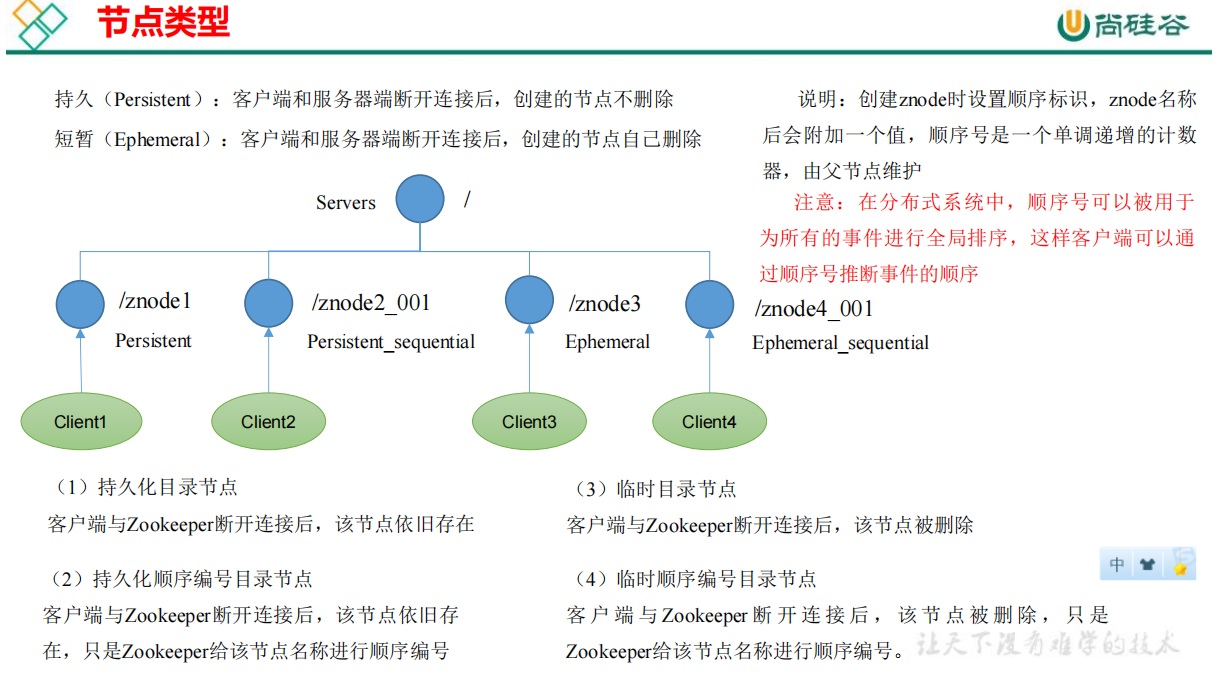 节点类型
尚硅谷
持久（Persistent）：客户端和服务器端断开连接后，创建的节点不删除
短暂（Ephemeral）：客户端和服务器端断开连接后，创建的节点自己删除
说明：创建znode时设置顺序标识，znode名称
后会附加一个值，顺序号是一个单调递增的计数
器，由父节点维护
注意：在分布式系统中，顺序号可以被用于
为所有的事件进行全局排序，这样客户端可以通
过顺序号推断事件的顺序
Servers
/
/znode1
Persistent
/znode2_001
Persistent_sequential
/znode3
Ephemeral
/znode4_001
Ephemeral_sequential
Client1
Client2
Client3
Client4
（1）持久化目录节点
客户端与Zookeeper断开连接后，该节点依旧存在
（2）持久化顺序编号目录节点
客户端与Zookeeper断开连接后，该节点依旧存
在，只是Zookeeper给该节点名称进行顺序编号
（3）临时目录节点
客户端与Zookeeper断开连接后，该节点被删除
（4）临时顺序编号目录节点
客户端与Zookeeper断开连接后，该节点被删除，只是
Zookeeper给该节点名称进行顺序编号。
中
让天下没有难学的技术